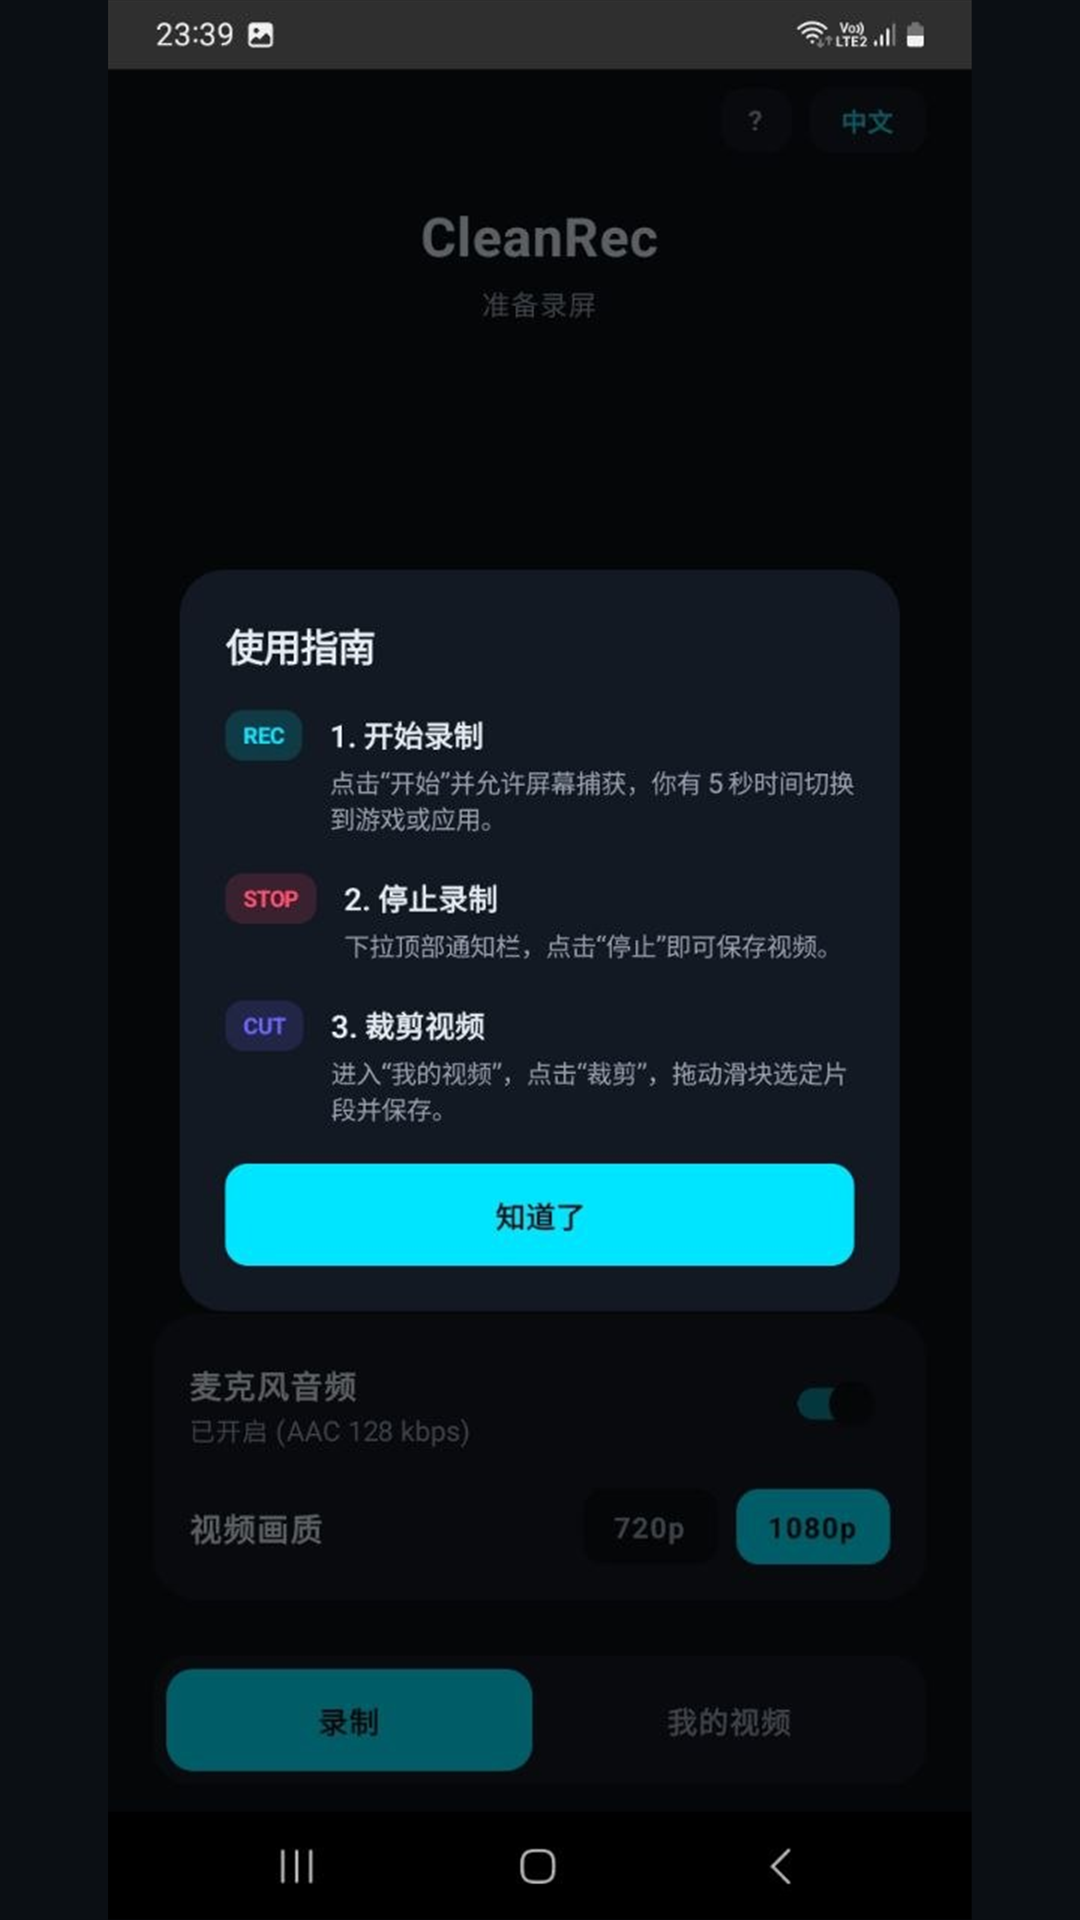 23:39
Vo))
LTE2
?
中文
CleanRec
准备录屏
使用指南
REC
1. 开始录制
点击“开始”并允许屏幕捕获，你有 5 秒时间切换
到游戏或应用。
STOP
2. 停止录制
下拉顶部通知栏，点击“停止”即可保存视频。
CUT
3. 裁剪视频
进入“我的视频”，点击“裁剪”，拖动滑块选定片
段并保存。
知道了
麦克风音频
已开启 (AAC 128 kbps)
视频画质
720p
1080p
录制
我的视频